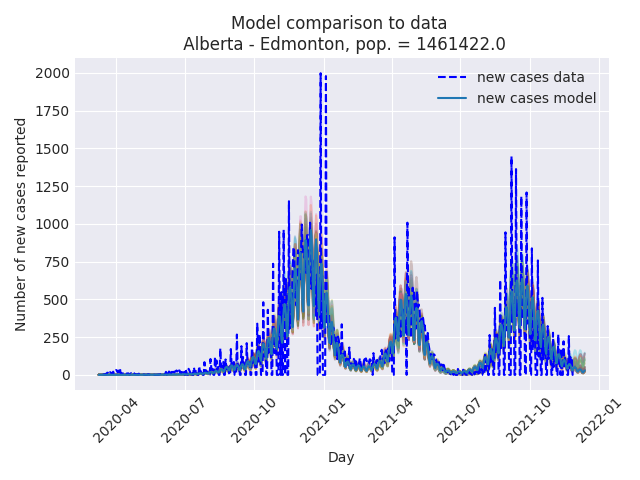 Model comparison to data
Alberta - Edmonton, pop. = 1461422.0
new cases data
new cases model
Number of new cases reported
2000
1750
1500
1250
1000
750
500
250
0
2020-04
2020-07
2020-10
2021-01
2021-04
2021-07
2021-10
2022-01
Day